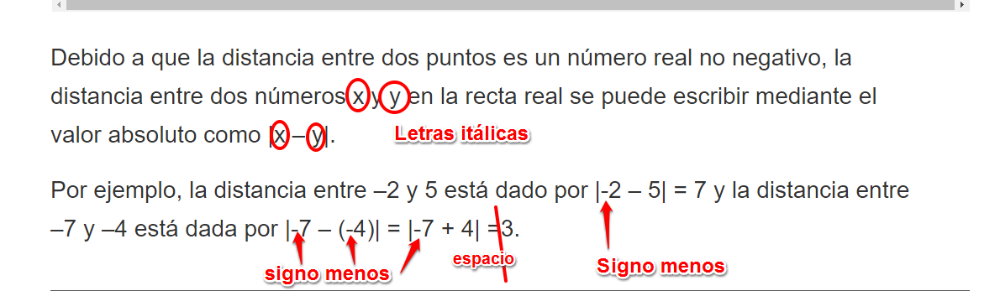 Debido a que la distancia entre dos puntos es un número real no negativo, la
distancia entre dos números x y y en la recta real se puede escribir mediante el
valor absoluto como |x – y|.
Letras itálicas
Por ejemplo, la distancia entre –2 y 5 está dado por |-2 – 5| = 7 y la distancia entre
–7 y –4 está dada por |-7 – (-4)| = |-7 + 4| =3.
espacio
Signo menos
signo menos